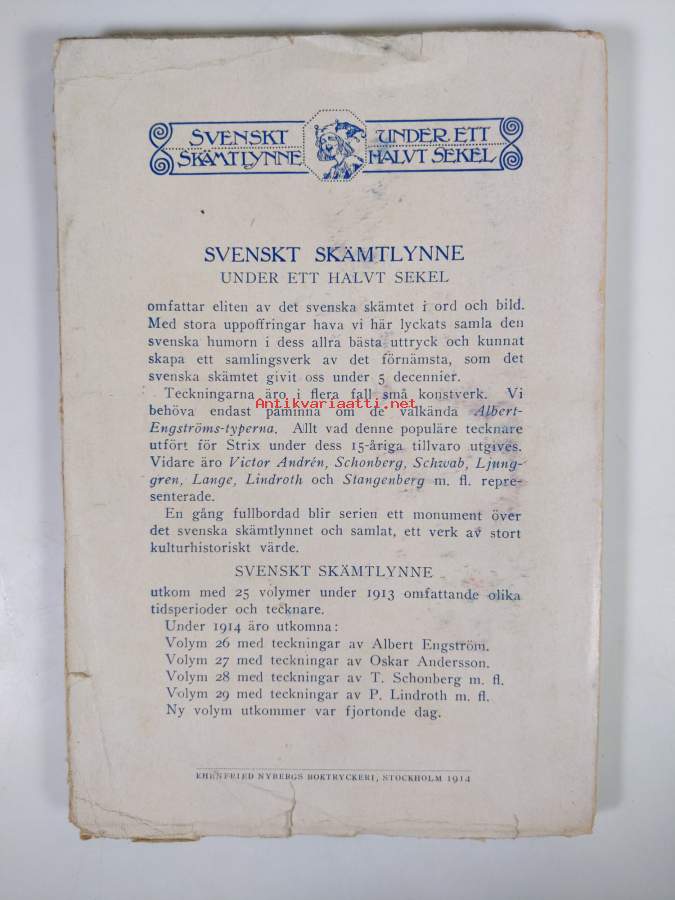 SVENSKT UNDER ETT
SKÄMTLYNNE HALVT SEKEL
SVENSKT SKÄMTLYNNE
UNDER ETT HALVT SEKEL
omfattar eliten av det svenska skämtet i ord och bild.
Med stora uppoffringar hava vi här lyckats samla den
svenska humorn i dess allra bästa uttryck och kunnat
skapa ett samlingsverk av det förnämsta, som det
svenska skämtet givit oss under 5 decennier.
Teckningarna äro i flera fall små konstverk. Vi
Antikvariaatti.net
behöva endast påminna om de välkända Albert-
Engströms-typerna. Allt vad denne populäre tecknare
utfört för Strix under dess 15-åriga tillvaro utgives.
Vidare äro Victor Andrén, Schonberg, Schwab, Ljung-
gren, Lange, Lindroth och Stangenberg m. fl. repre-
senterade.
En gång fullbordad blir serien ett monument över
det svenska skämtlynnet och samlat, ett verk av stort
kulturhistoriskt värde.
SVENSKT SKÄMTLYNNE
utkom med 25 volymer under 1913 omfattande olika
tidsperioder och tecknare.
Under 1914 äro utkomna:
Volym 26 med teckningar av Albert Engström.
Volym 27 med teckningar av Oskar Andersson.
Volym 28 med teckningar av T. Schonberg m. fl.
Volym 29 med teckningar av P. Lindroth m. fl.
Ny volym utkommer var fjortonde dag.
EHRNFRIED NYBERGS BOKTRYCKERI, STOCKHOLM 1914